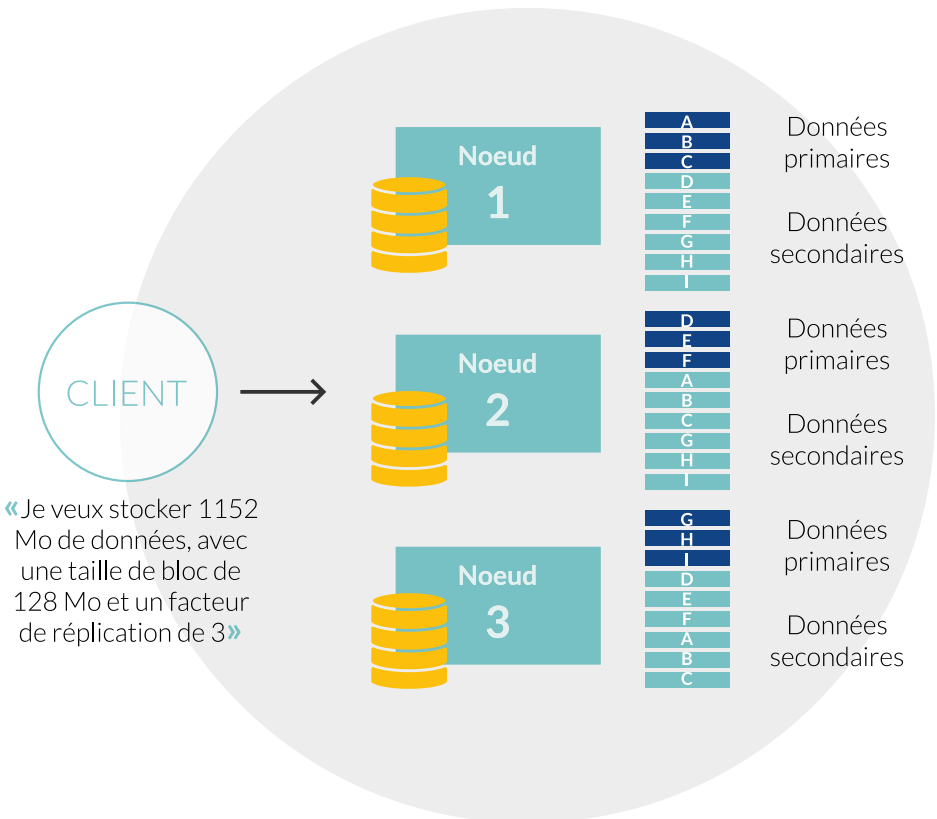 CLIENT
«Je veux stocker 1152
Mo de données, avec
une taille de bloc de
128 Mo et un facteur
de réplication de 3»
Noeud
1
A
B
C
D
E
F
G
H
I
Données
primaires
Données
secondaires
Noeud
2
D
E
F
A
B
C
G
H
I
Données
primaires
Données
secondaires
Noeud
3
G
H
I
D
E
F
A
B
C
Données
primaires
Données
secondaires